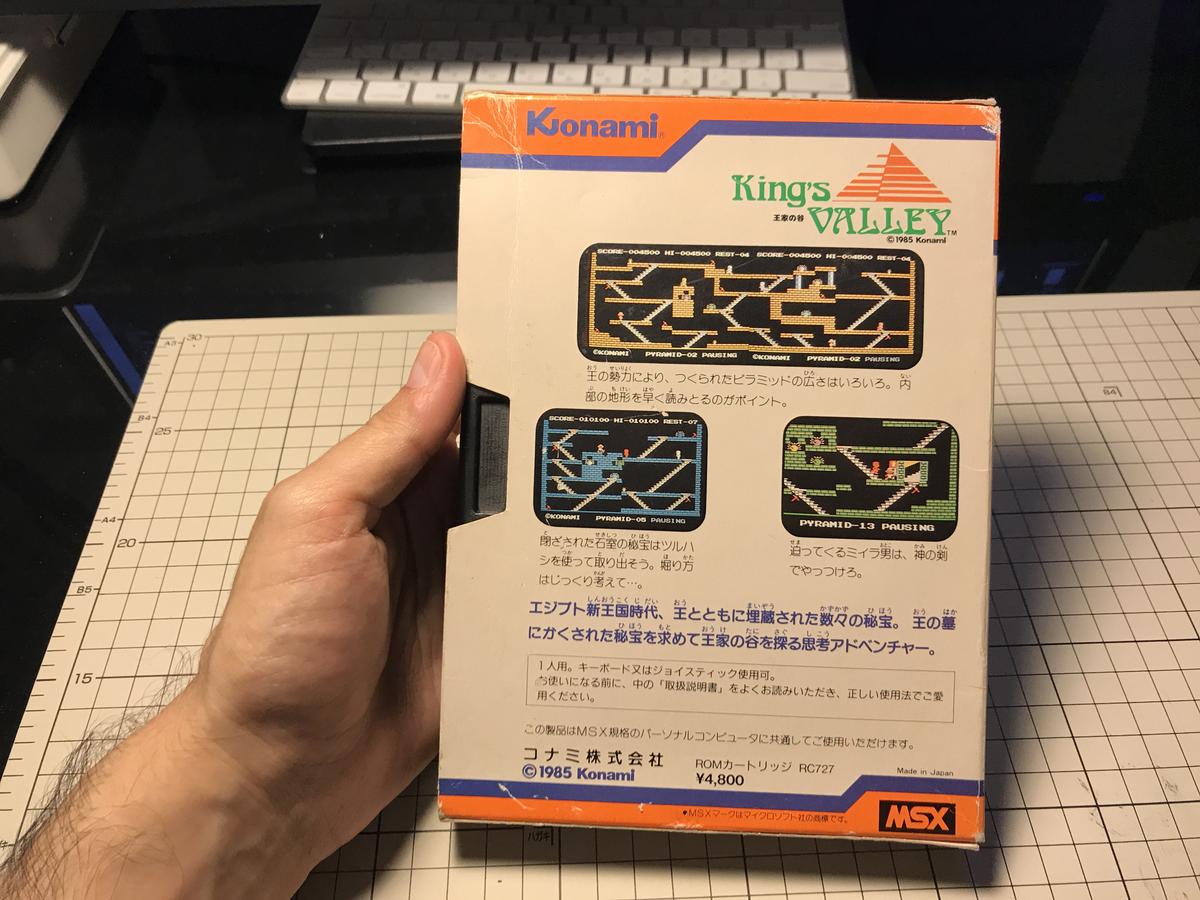 Konami®
King's
王家の谷
VALLEY™
©1985 Konami
SCORE-004500 HI-004500 REST-04 SCORE-004500 HI-004500 REST-04
©KONAMI PYRAMID-02 PAUSING ©KONAMI PYRAMID-02 PAUSING
王の勢力により、つくられたピラミッドの広さはいろいろ。内
部の地形を早く読みとるのがポイント。
SCORE-010100 HI-010100 REST-07
©KONAMI PYRAMID-05 PAUSING
閉ざされた石室の秘宝はツルハ
シを使って取り出そう。掘り方
はじっくり考えて…。
PYRAMID-13 PAUSING
迫ってくるミイラ男は、神の剣
でやっつけろ。
エジプト新王国時代、王とともに埋蔵された数々の秘宝。王の墓
にかくされた秘宝を求めて王家の谷を探る思考アドベンチャー。
1人用。キーボード又はジョイスティック使用可。
お使いになる前に、中の「取扱説明書」をよくお読みいただき、正しい使用法でご愛
用ください。
この製品はMSX規格のパーソナルコンピュータに共通してご使用いただけます。
コナミ株式会社
©1985 Konami
ROMカートリッジ RC727
¥4,800
Made in Japan
●MSXマークはマイクロソフト社の商標です。
MSX
A3
30
B4
25
A4
20
B5
15
B4
ハガキ